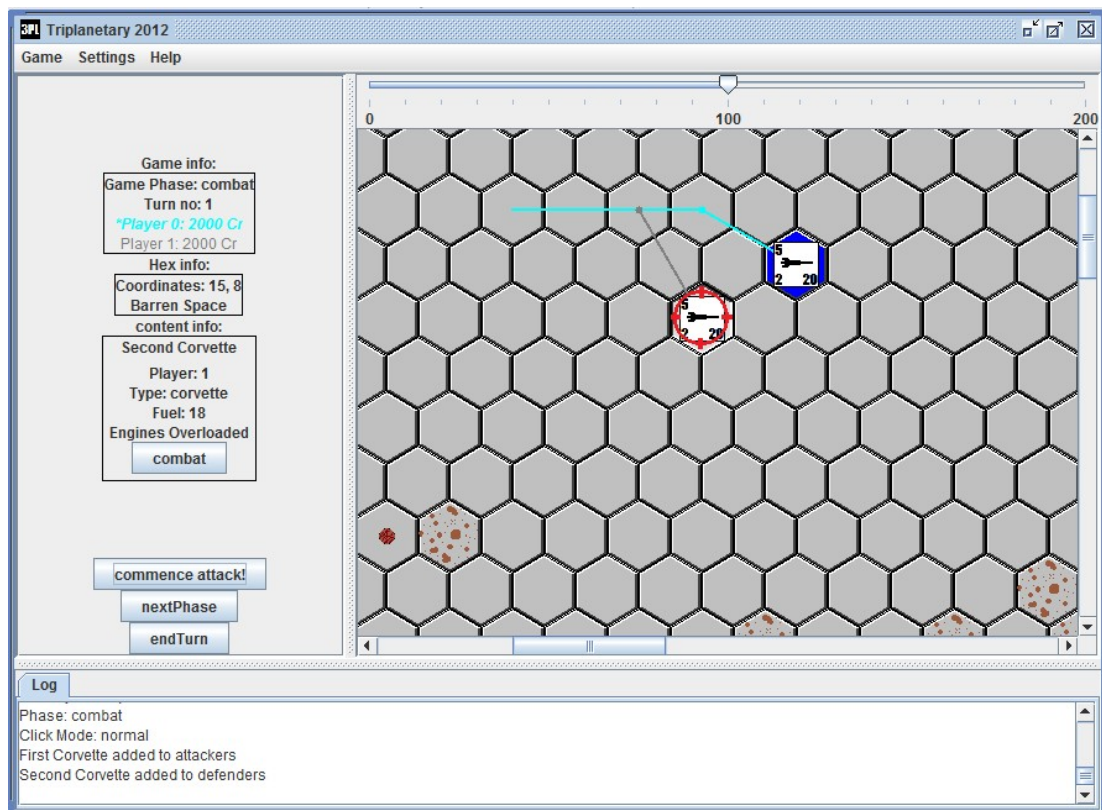 3PL Triplanetary 2012
Game Settings Help
0 100 200
Game info:
Game Phase: combat
Turn no: 1
*Player 0: 2000 Cr
Player 1: 2000 Cr
Hex info:
Coordinates: 15, 8
Barren Space
content info:
Second Corvette
Player: 1
Type: corvette
Fuel: 18
Engines Overloaded
combat
commence attack!
nextPhase
endTurn
5
2 20
5
2 20
Log
Phase: combat
Click Mode: normal
First Corvette added to attackers
Second Corvette added to defenders